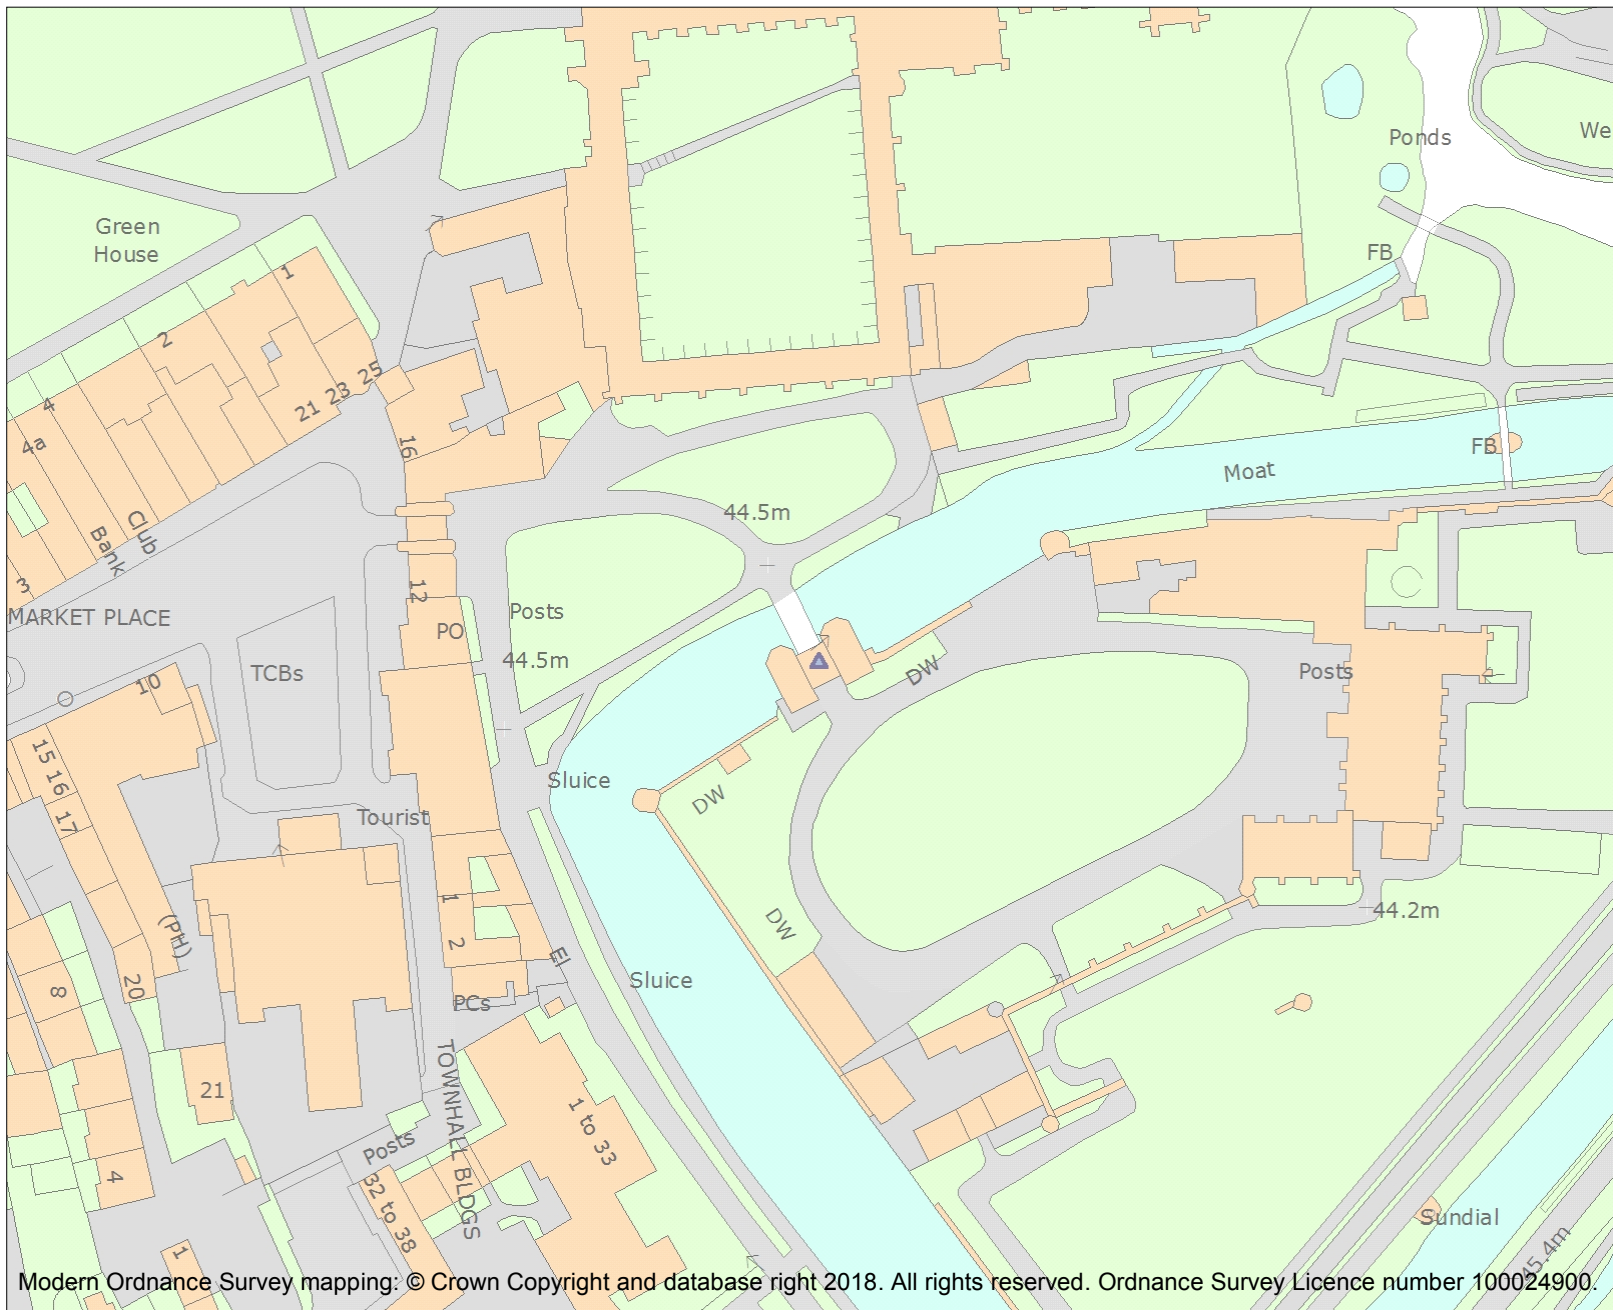 Ponds
We
Green
House
FB
1
2
25
23
21
4
4a
16
FB
Moat
44.5m
Club
Bank
3
12
Posts
MARKET PLACE
PO
44.5m
TCBs
DW
Posts
10
15 16
17
Sluice
DW
Tourist
1
2
(PH)
DW
44.2m
El
Sluice
20
8
PCs
21
TOWNHALL BLDGS
1 to 33
Posts
4
32 to 38
Sundial
1
45.4m
Modern Ordnance Survey mapping: © Crown Copyright and database right 2018. All rights reserved. Ordnance Survey Licence number 100024900.